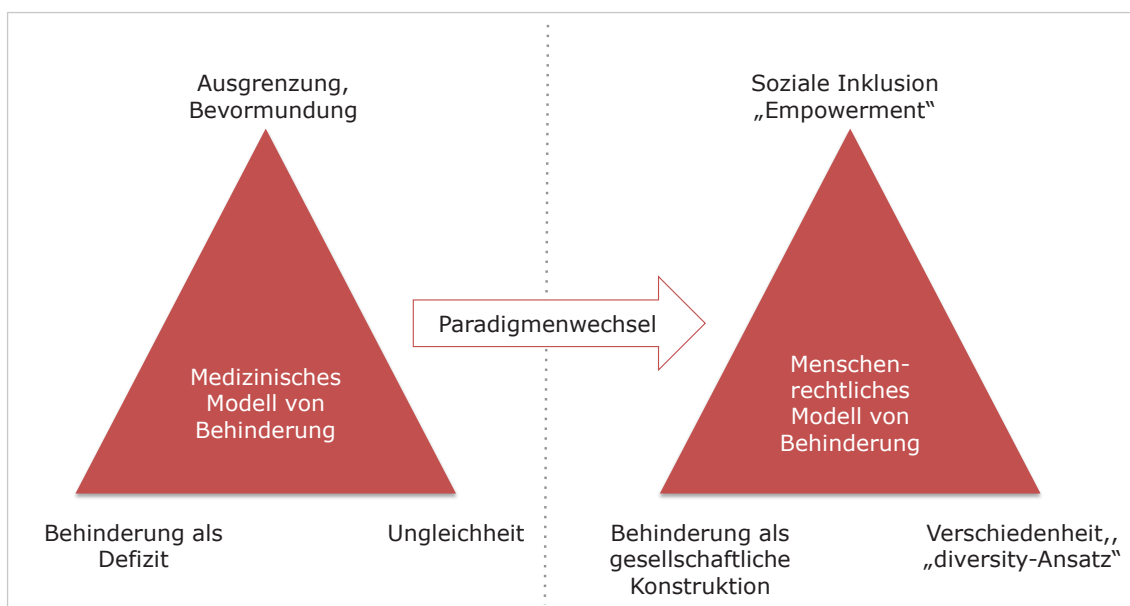 Ausgrenzung,
Bevormundung
Medizinisches
Modell von
Behinderung
Behinderung als
Defizit
Ungleichheit
Paradigmenwechsel
Soziale Inklusion
„Empowerment“
Menschen-
rechtliches
Modell von
Behinderung
Behinderung als
gesellschaftliche
Konstruktion
Verschiedenheit,,
„diversity-Ansatz“